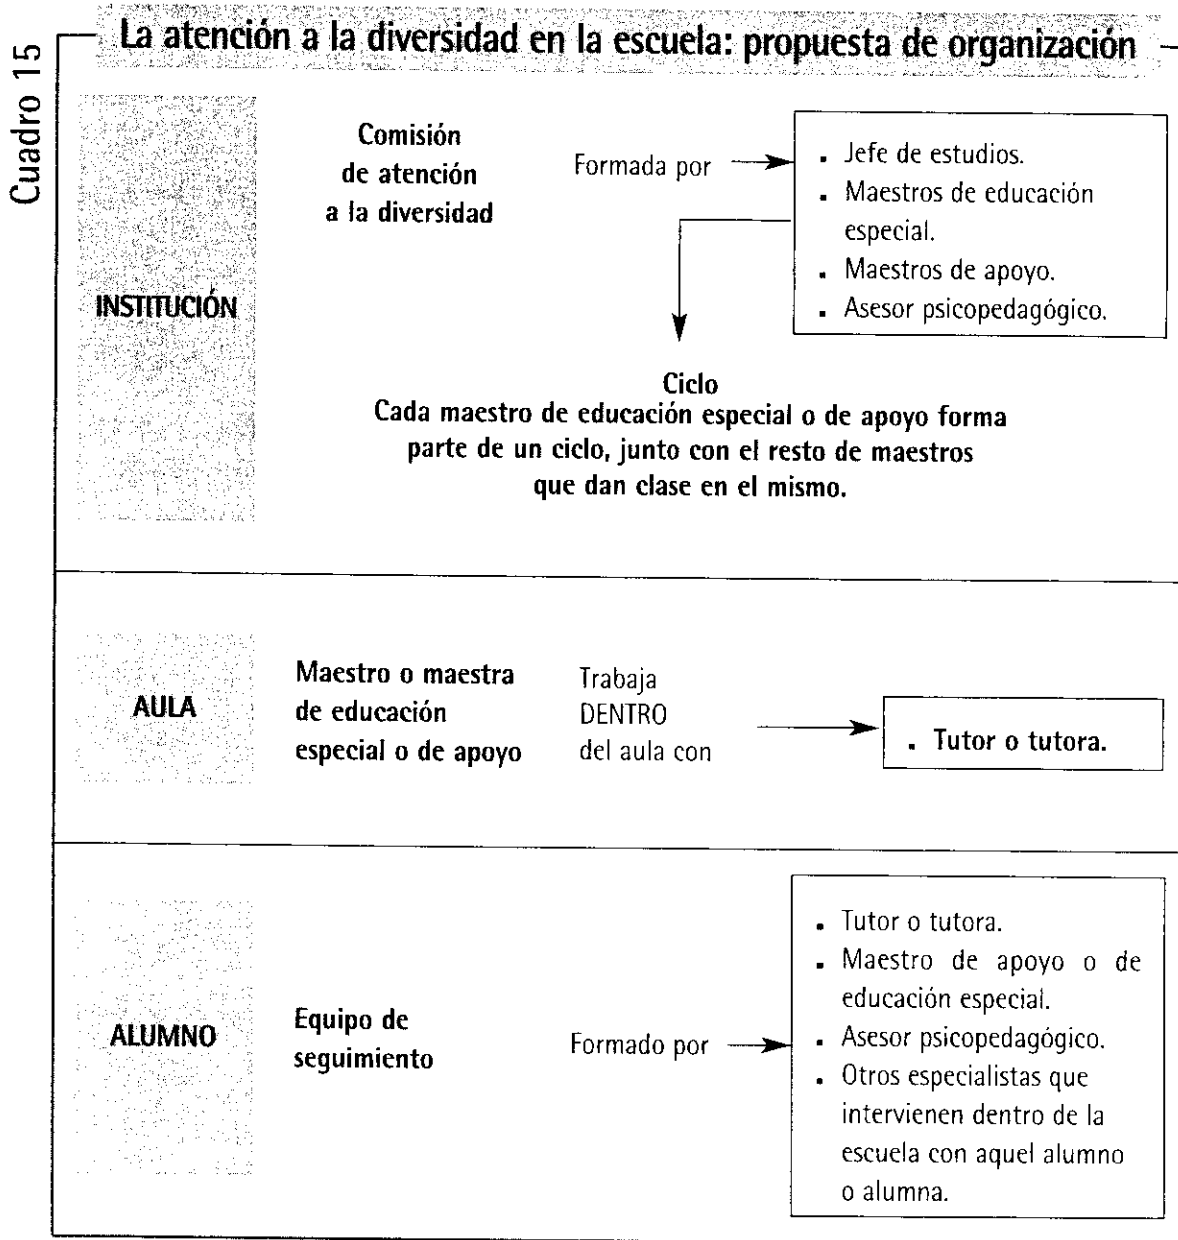 Cuadro 15
La atención a la diversidad en la escuela: propuesta de organización
INSTITUCIÓN
Comisión
de atención
a la diversidad
Formada por
▪ Jefe de estudios.
▪ Maestros de educación
especial.
▪ Maestros de apoyo.
▪ Asesor psicopedagógico.
Ciclo
Cada maestro de educación especial o de apoyo forma
parte de un ciclo, junto con el resto de maestros
que dan clase en el mismo.
AULA
Maestro o maestra
de educación
especial o de apoyo
Trabaja
DENTRO
del aula con
▪ Tutor o tutora.
ALUMNO
Equipo de
seguimiento
Formado por
▪ Tutor o tutora.
▪ Maestro de apoyo o de
educación especial.
▪ Asesor psicopedagógico.
▪ Otros especialistas que
intervienen dentro de la
escuela con aquel alumno
o alumna.